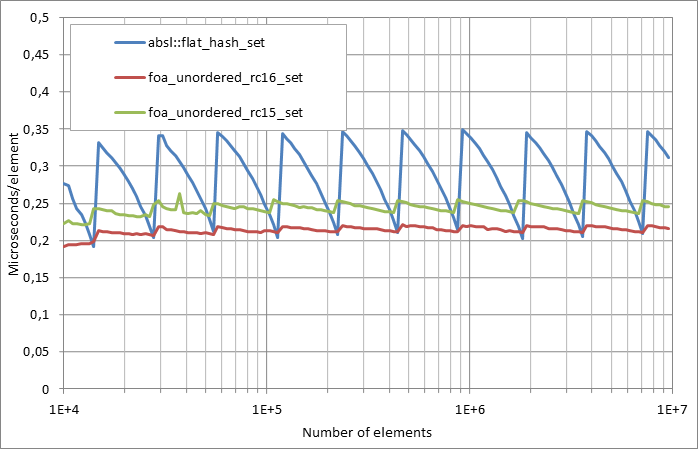 0,5
0,45
0,4
0,35
0,3
0,25
0,2
0,15
0,1
0,05
0
Microseconds/element
absl::flat_hash_set
foa_unordered_rc16_set
foa_unordered_rc15_set
1E+4 1E+5 1E+6 1E+7
Number of elements